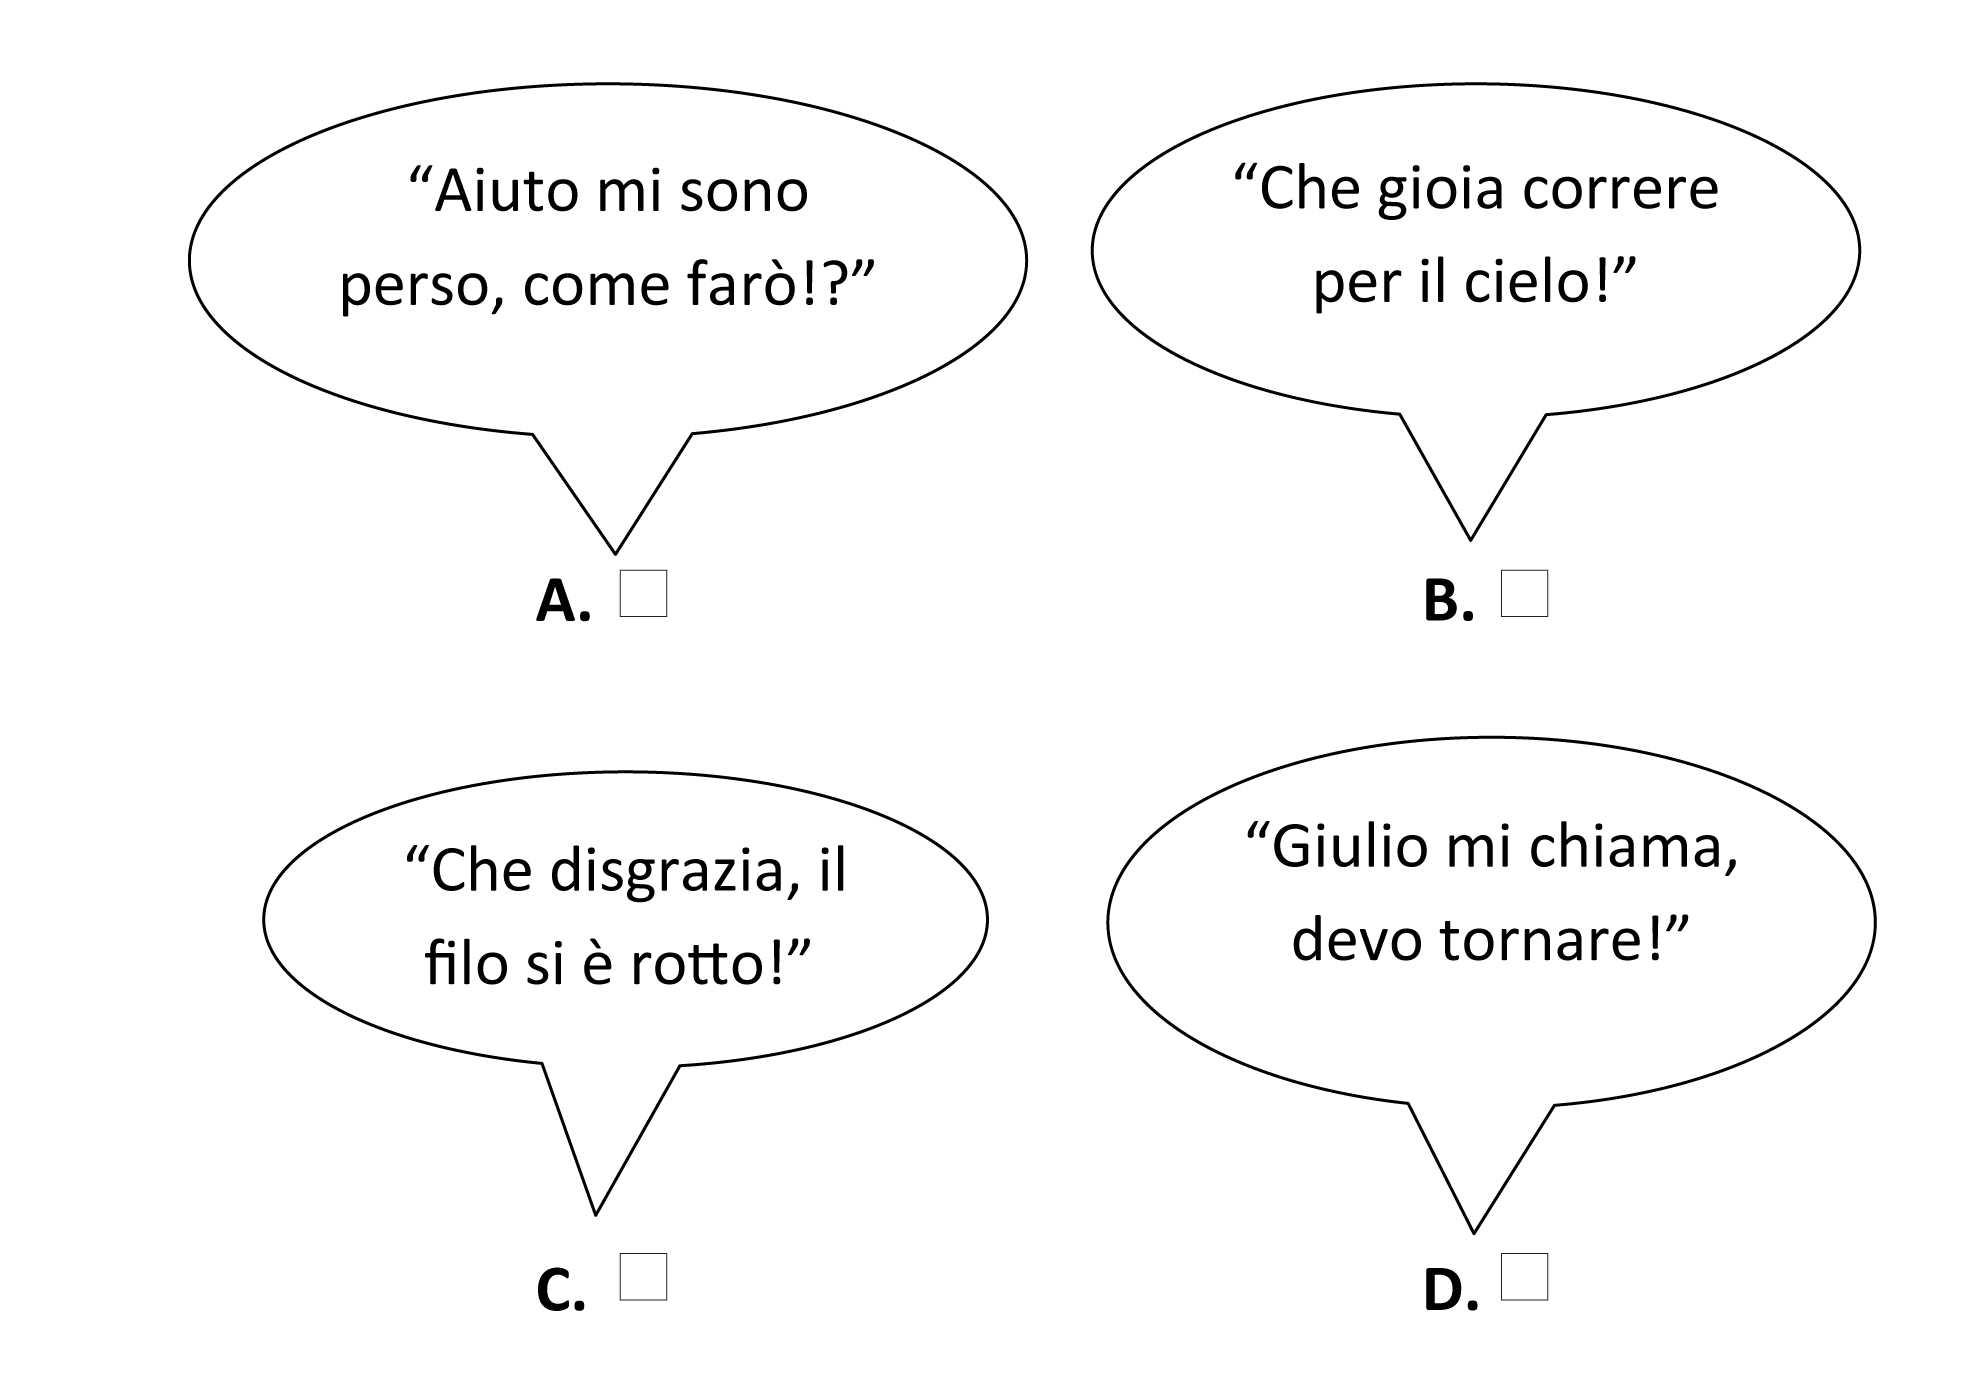 “Aiuto mi sono
perso, come farò!?”
A.
“Che gioia correre
per il cielo!”
B.
“Che disgrazia, il
filo si è rotto!”
C.
“Giulio mi chiama,
devo tornare!”
D.